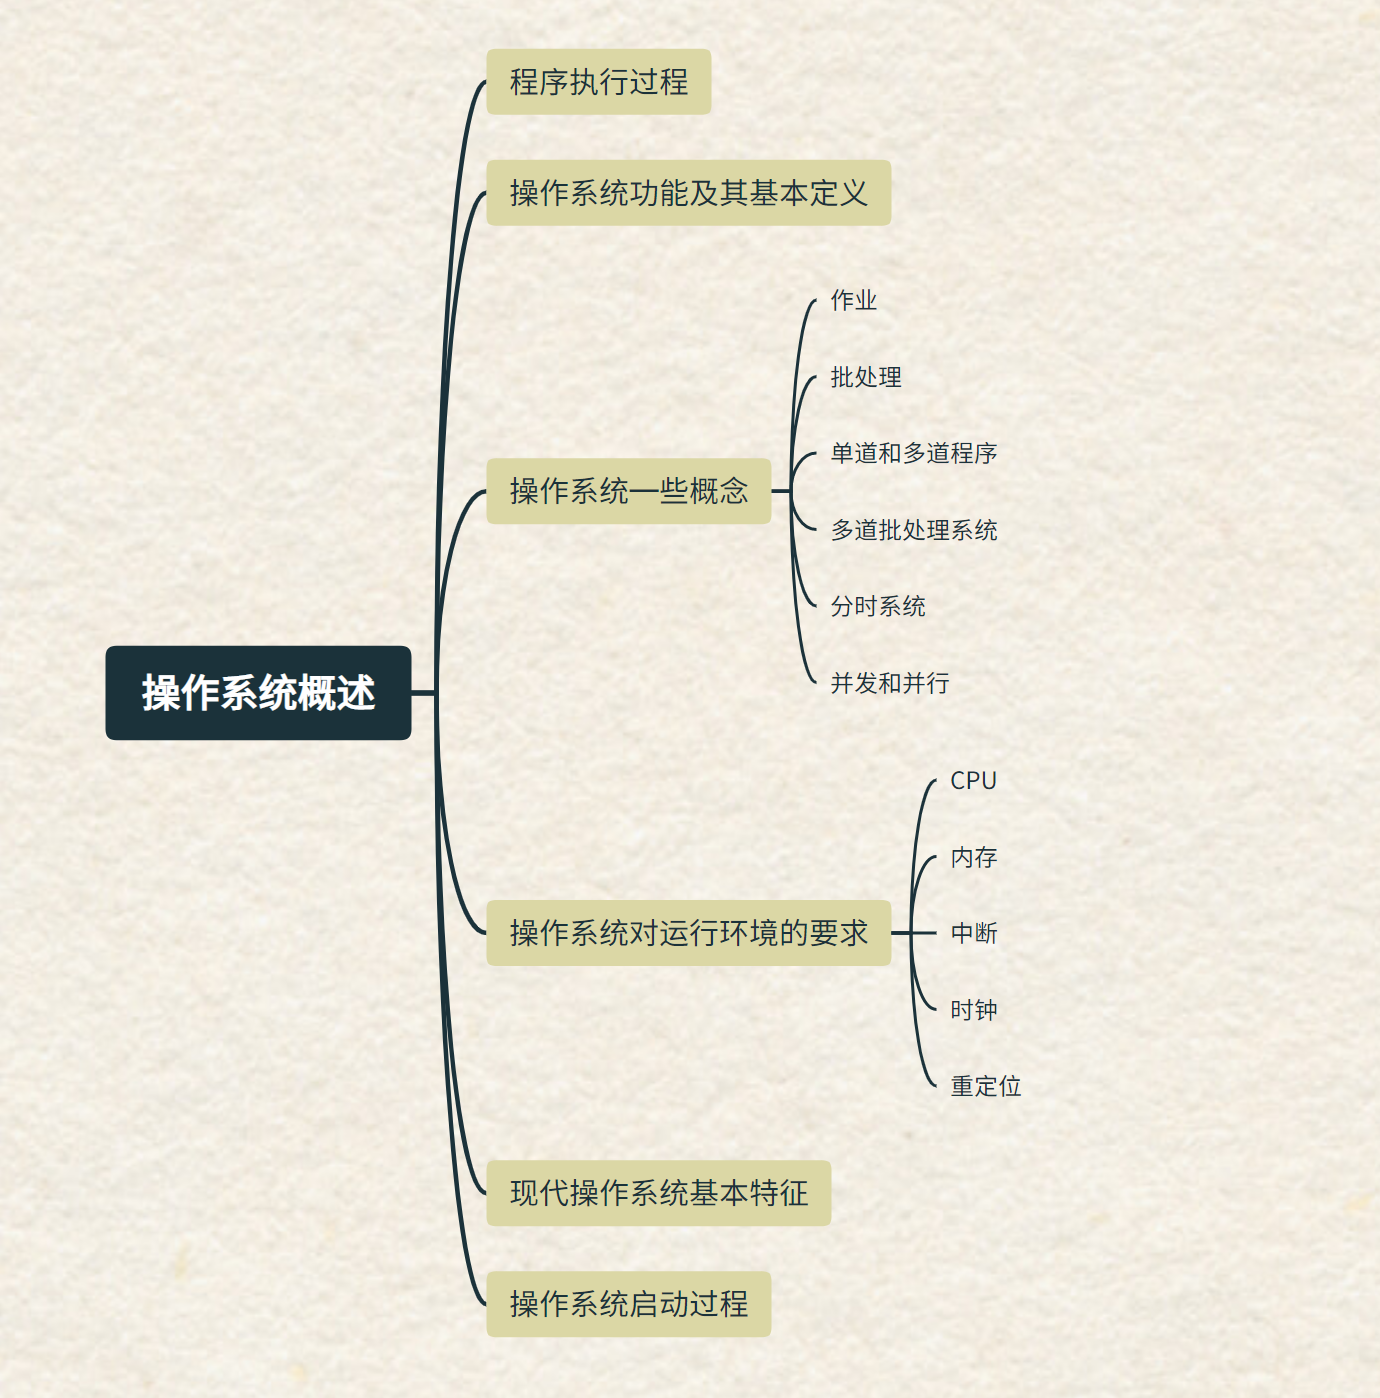 程序执行过程
操作系统功能及其基本定义
作业
批处理
单道和多道程序
操作系统一些概念
多道批处理系统
分时系统
并发和并行
操作系统概述
CPU
内存
操作系统对运行环境的要求
中断
时钟
重定位
现代操作系统基本特征
操作系统启动过程